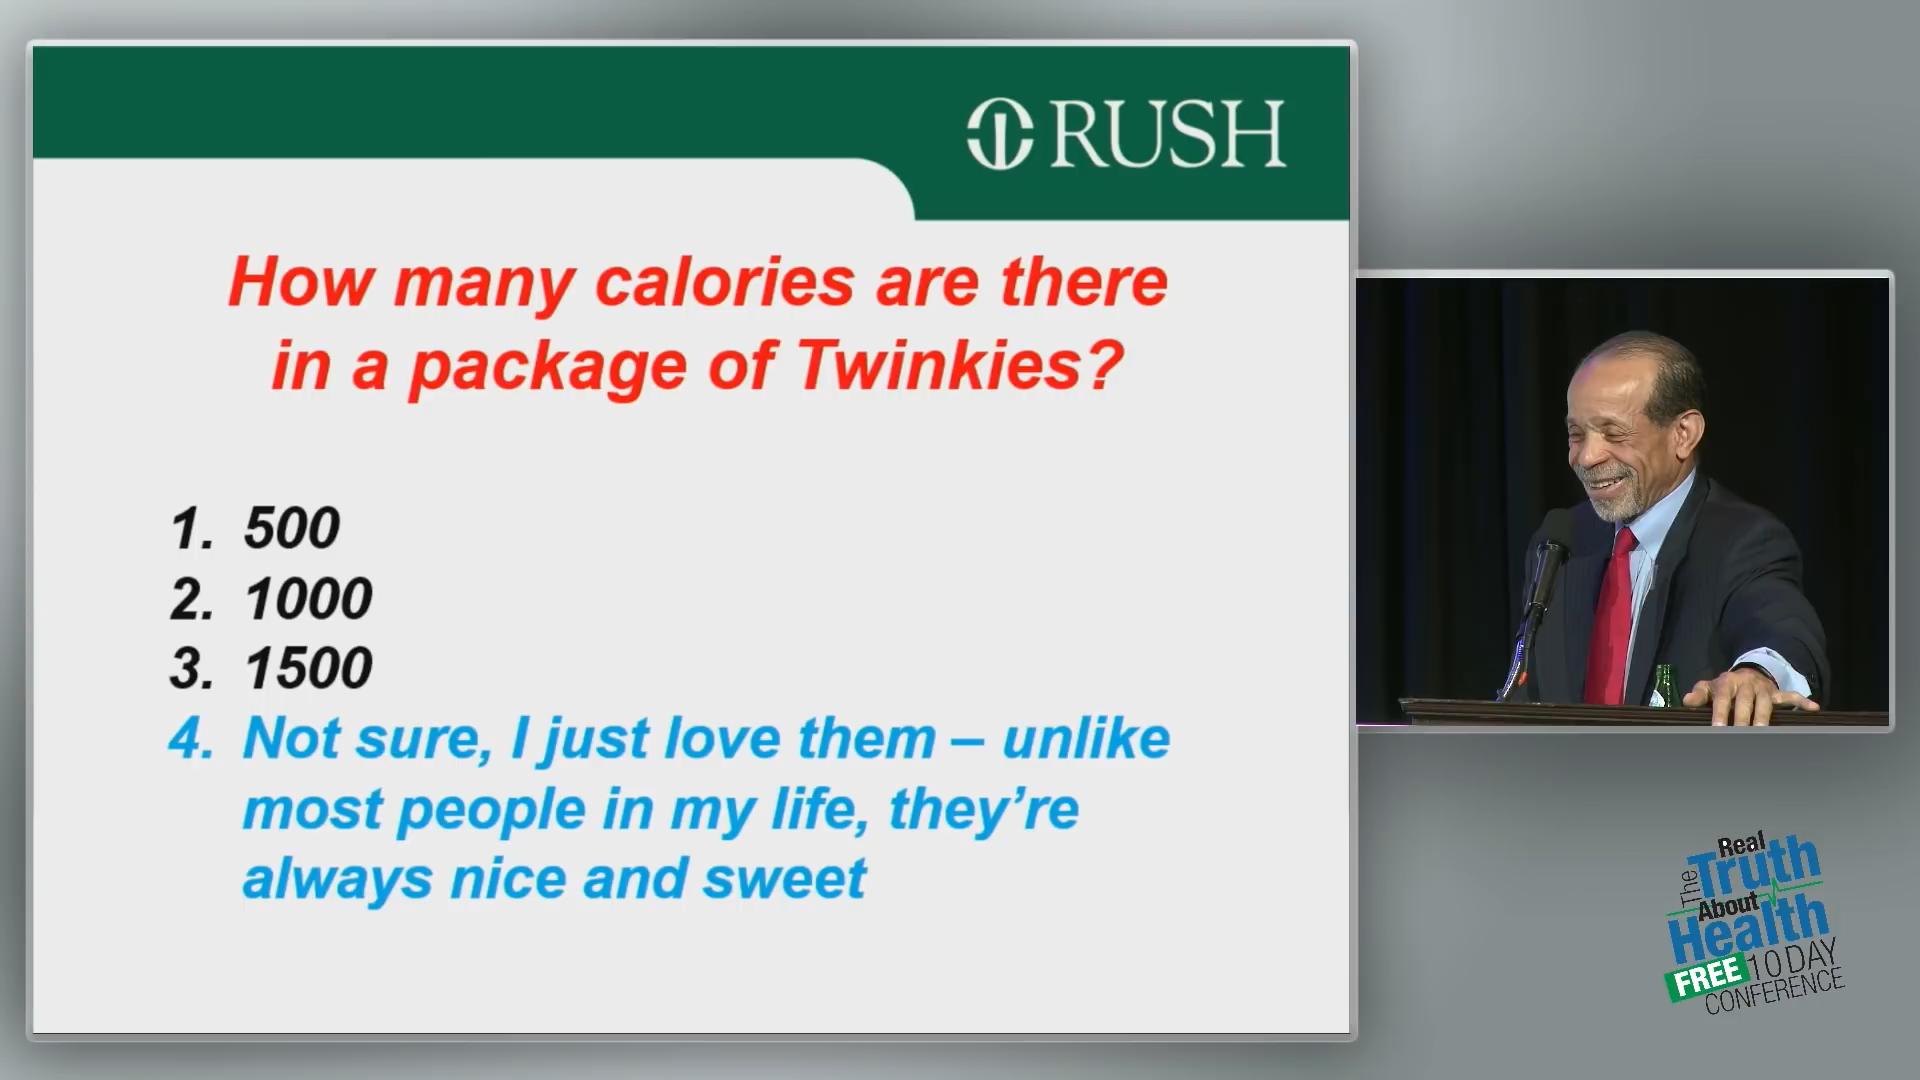 RUSH
How many calories are there
in a package of Twinkies?
1. 500
2. 1000
3. 1500
4. Not sure, I just love them – unlike
most people in my life, they’re
always nice and sweet
The Real
Truth
About
Health
FREE 10 DAY
CONFERENCE